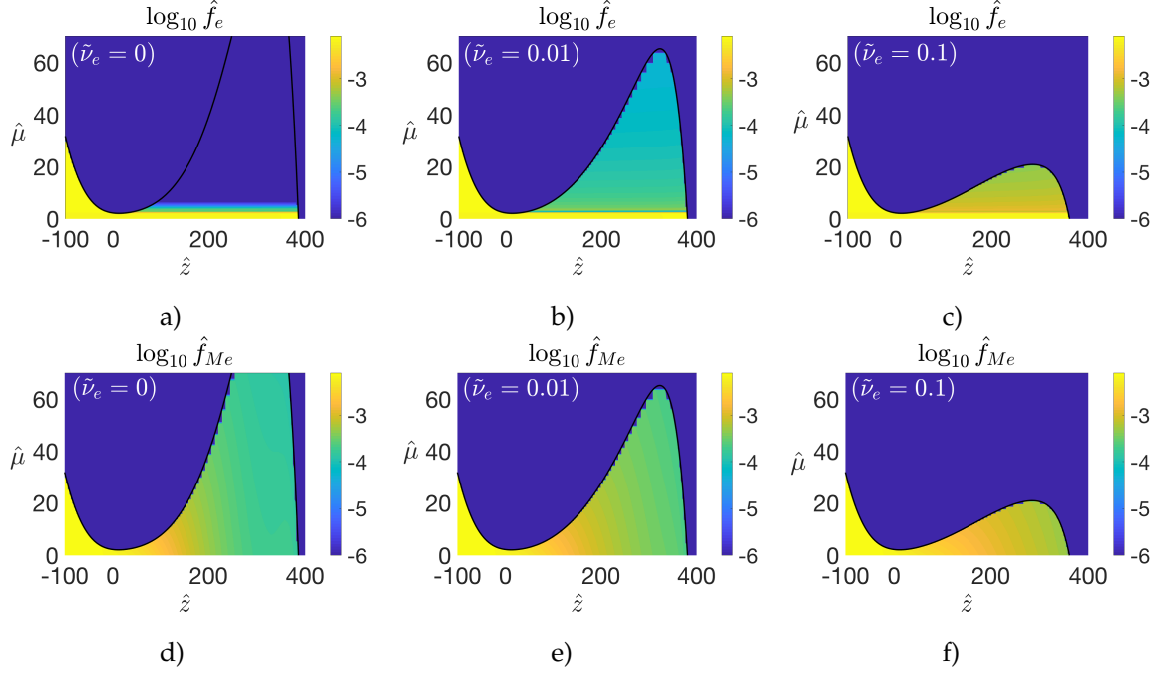 log₁₀ f̂ₑ log₁₀ f̂ₑ log₁₀ f̂ₑ
(ν̃ₑ = 0) (ν̃ₑ = 0.01) (ν̃ₑ = 0.1)
60 60 60
-3 -3 -3
μ̂ 40 μ̂ 40 μ̂ 40
-4 -4 -4
20 20 20
-5 -5 -5
0 -6 0 -6 0 -6
-100 0 200 400 -100 0 200 400 -100 0 200 400
ẑ ẑ ẑ
a) b) c)
log₁₀ f̂_{Me} log₁₀ f̂_{Me} log₁₀ f̂_{Me}
(ν̃ₑ = 0) (ν̃ₑ = 0.01) (ν̃ₑ = 0.1)
60 60 60
-3 -3 -3
μ̂ 40 μ̂ 40 μ̂ 40
-4 -4 -4
20 20 20
-5 -5 -5
0 -6 0 -6 0 -6
-100 0 200 400 -100 0 200 400 -100 0 200 400
ẑ ẑ ẑ
d) e) f)